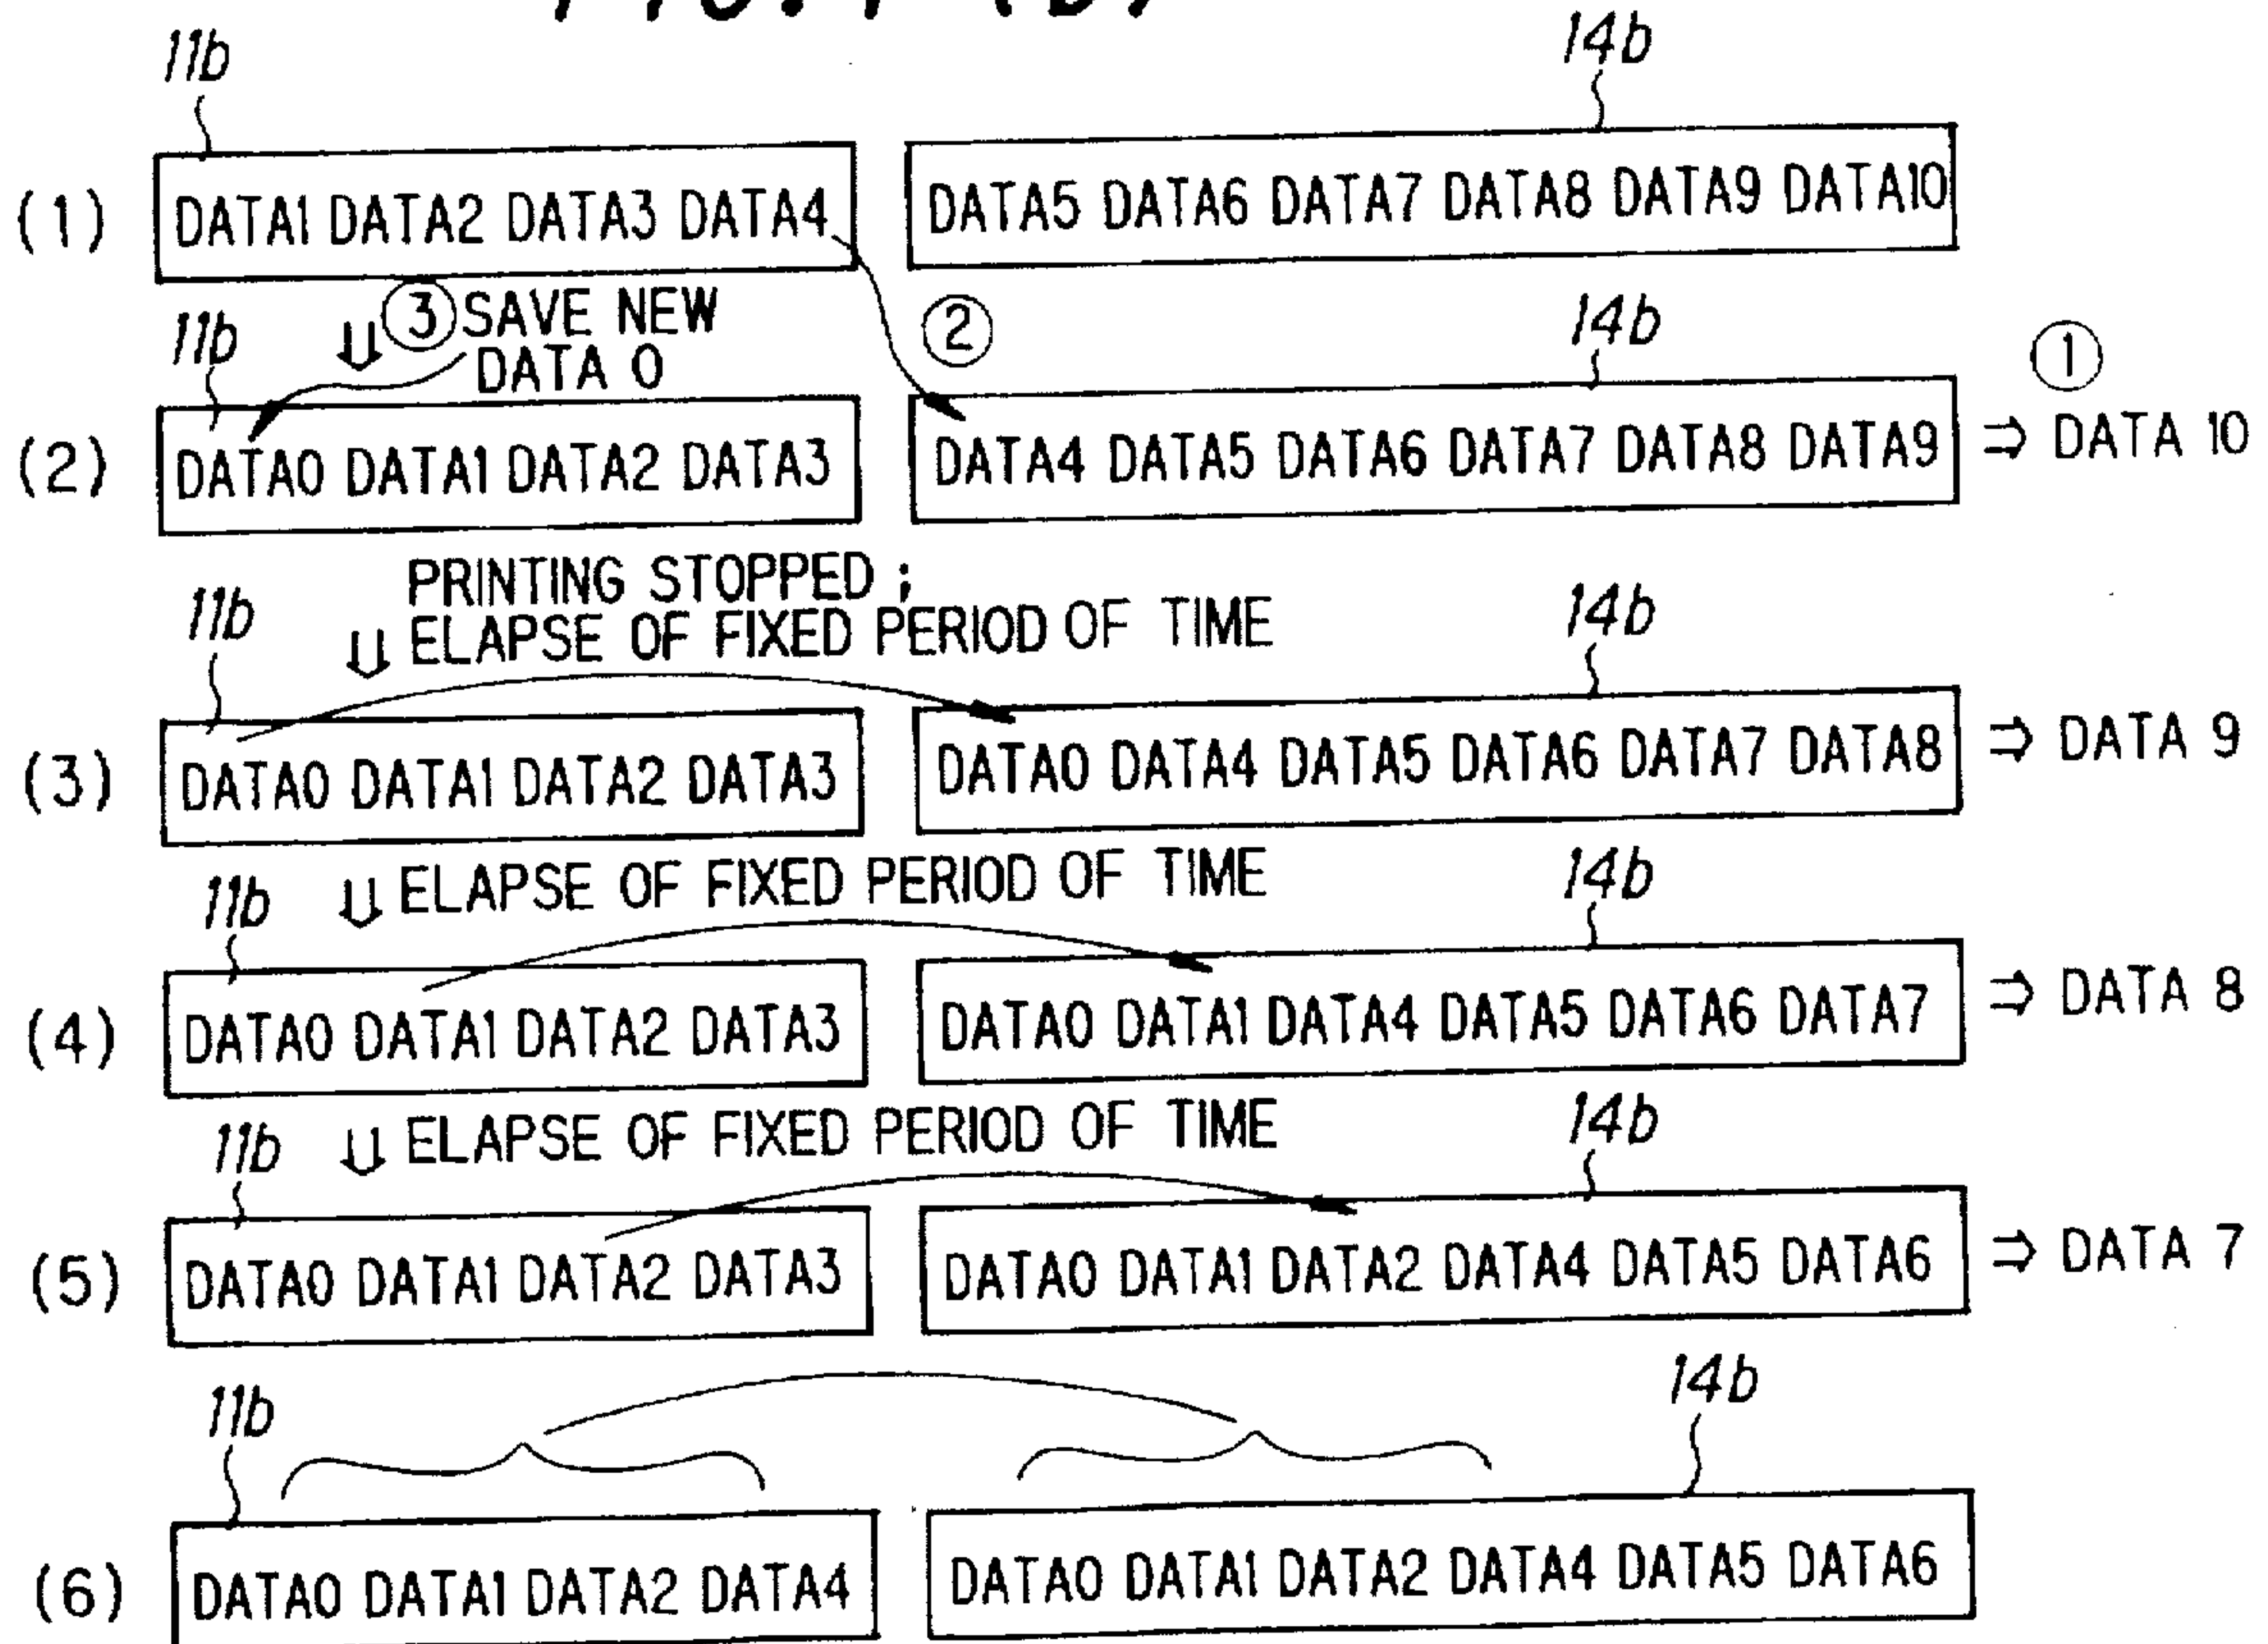 11b 14b
(1) DATA1 DATA2 DATA3 DATA4 DATA5 DATA6 DATA7 DATA8 DATA9 DATA10
11b ⇓ ③ SAVE NEW ② 14b ①
DATA 0
(2) DATA0 DATA1 DATA2 DATA3 DATA4 DATA5 DATA6 DATA7 DATA8 DATA9 ⇒ DATA 10
PRINTING STOPPED ;
11b ⇓ ELAPSE OF FIXED PERIOD OF TIME 14b
(3) DATA0 DATA1 DATA2 DATA3 DATA0 DATA4 DATA5 DATA6 DATA7 DATA8 ⇒ DATA 9
11b ⇓ ELAPSE OF FIXED PERIOD OF TIME 14b
(4) DATA0 DATA1 DATA2 DATA3 DATA0 DATA1 DATA4 DATA5 DATA6 DATA7 ⇒ DATA 8
11b ⇓ ELAPSE OF FIXED PERIOD OF TIME 14b
(5) DATA0 DATA1 DATA2 DATA3 DATA0 DATA1 DATA2 DATA4 DATA5 DATA6 ⇒ DATA 7
11b 14b
(6) DATA0 DATA1 DATA2 DATA4 DATA0 DATA1 DATA2 DATA4 DATA5 DATA6